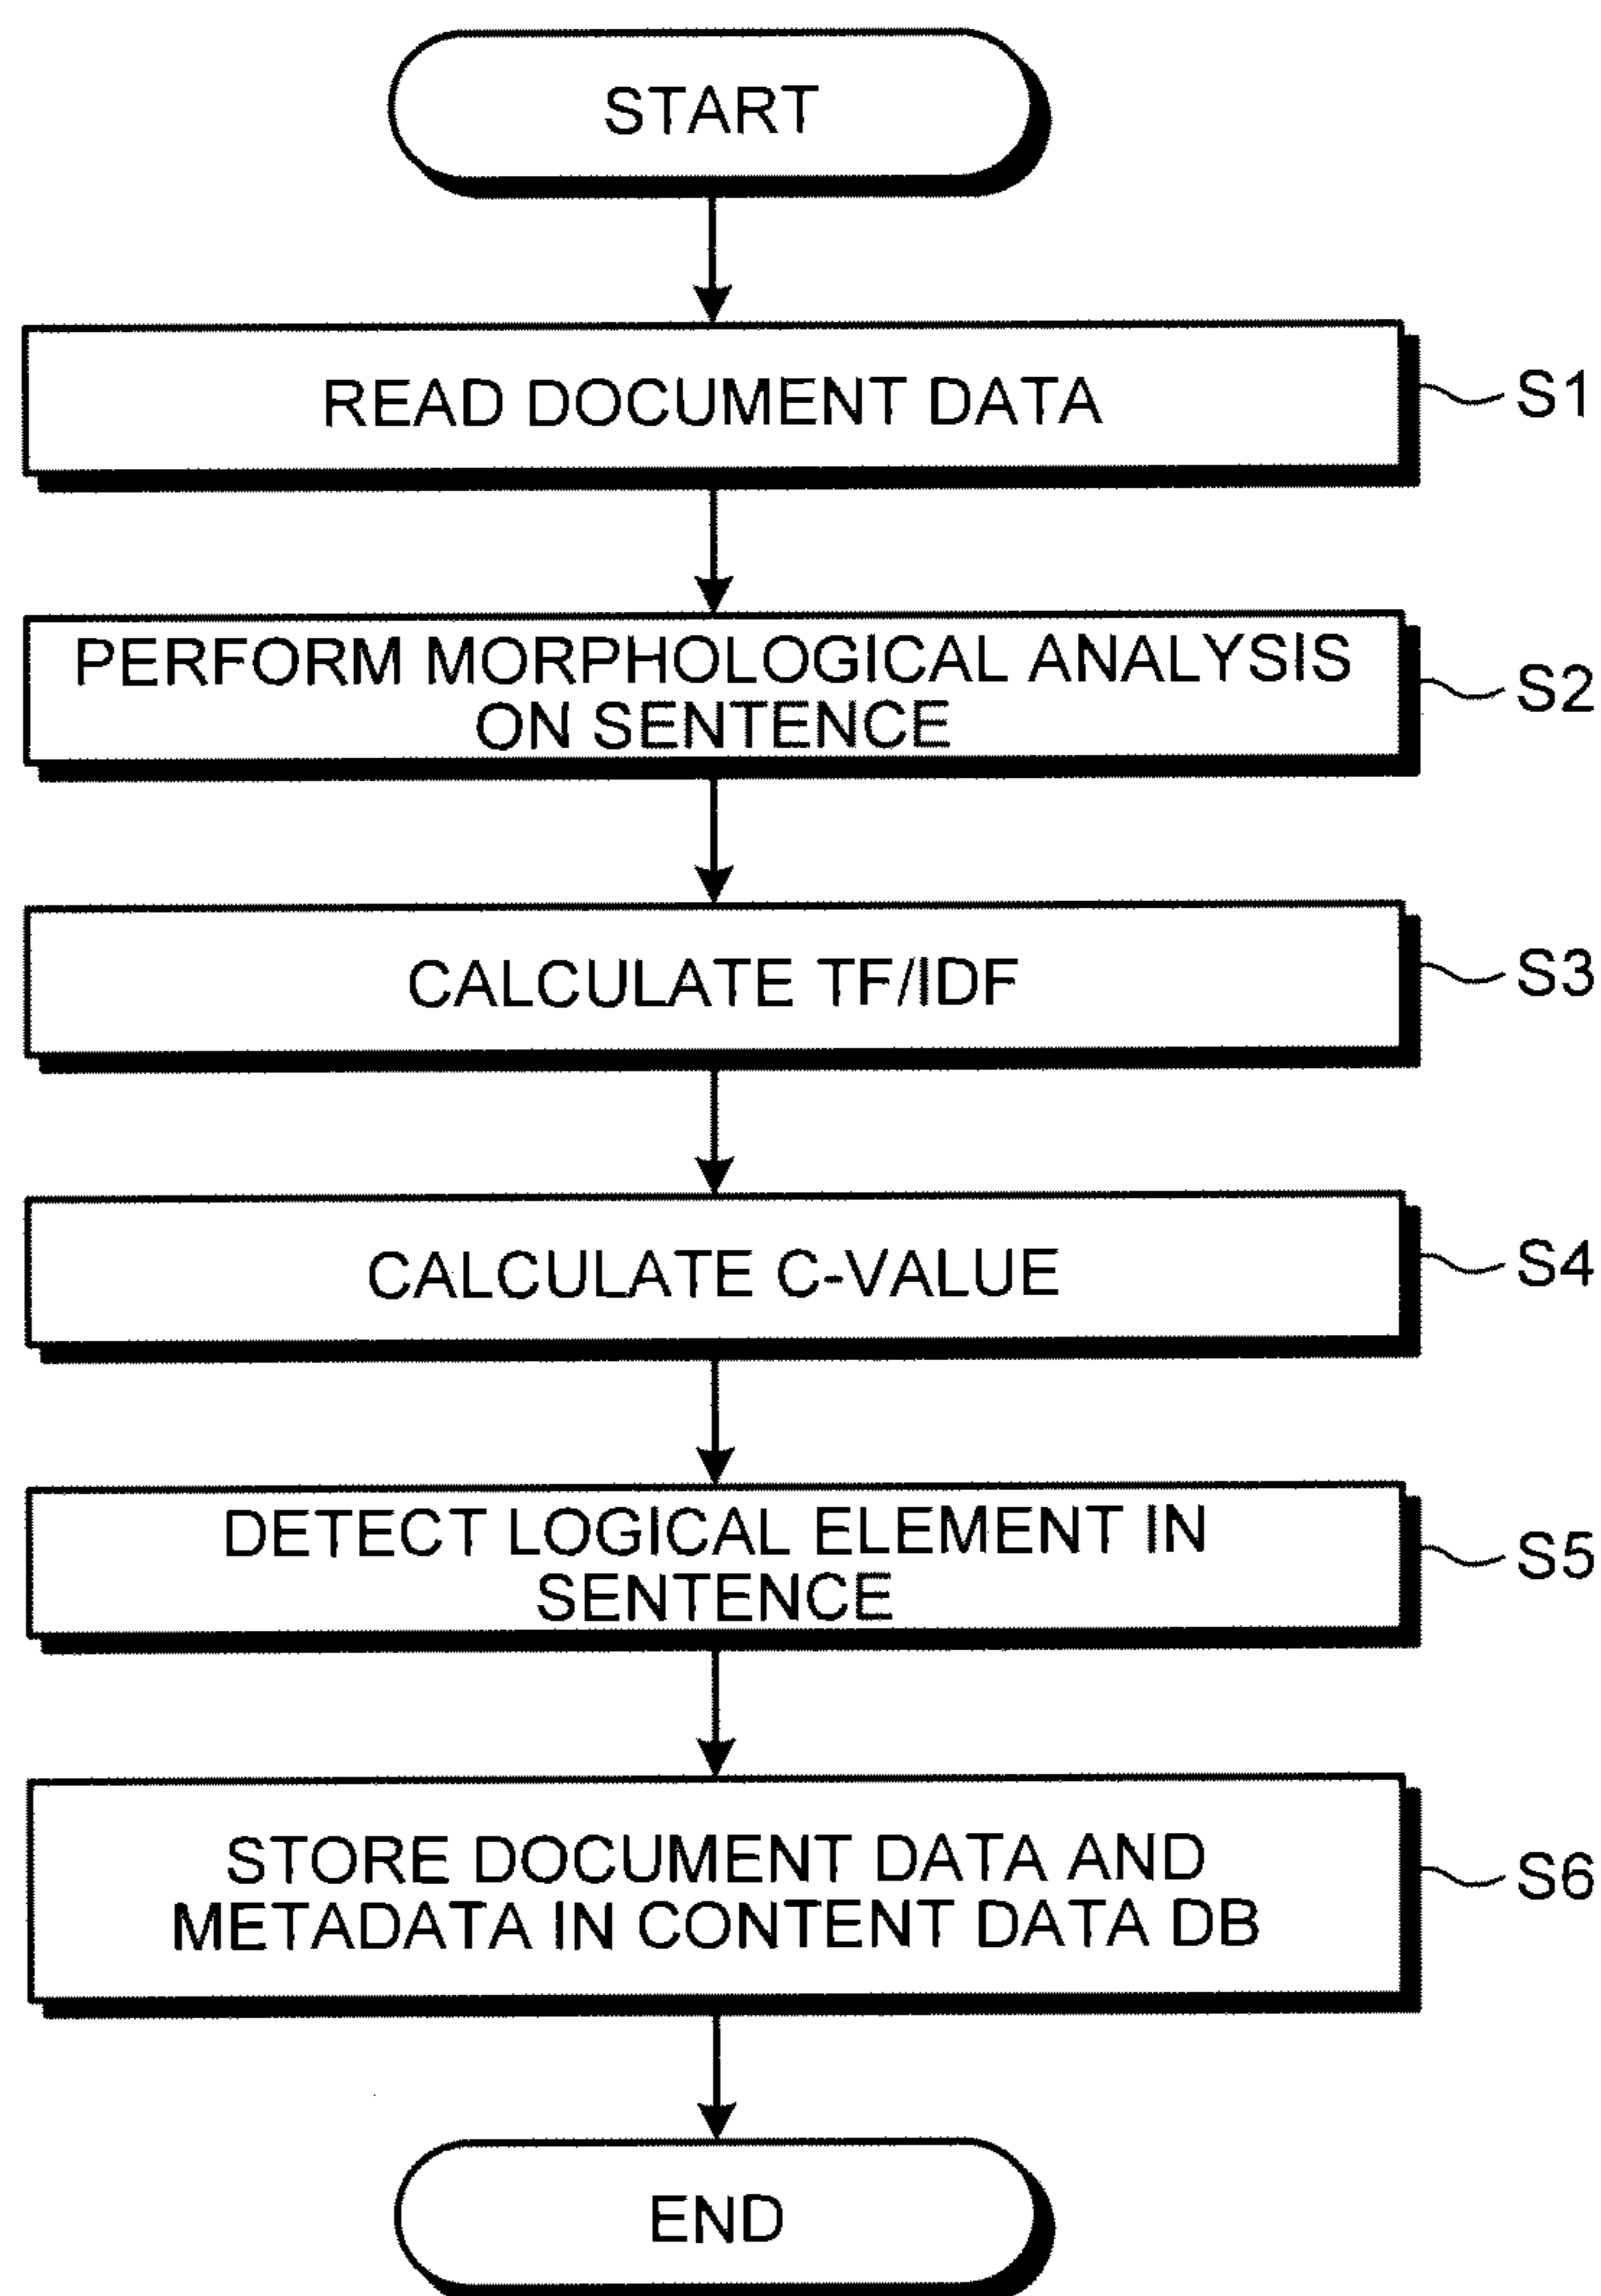 START
READ DOCUMENT DATA
S1
PERFORM MORPHOLOGICAL ANALYSIS
ON SENTENCE
S2
CALCULATE TF/IDF
S3
CALCULATE C-VALUE
S4
DETECT LOGICAL ELEMENT IN
SENTENCE
S5
STORE DOCUMENT DATA AND
METADATA IN CONTENT DATA DB
S6
END